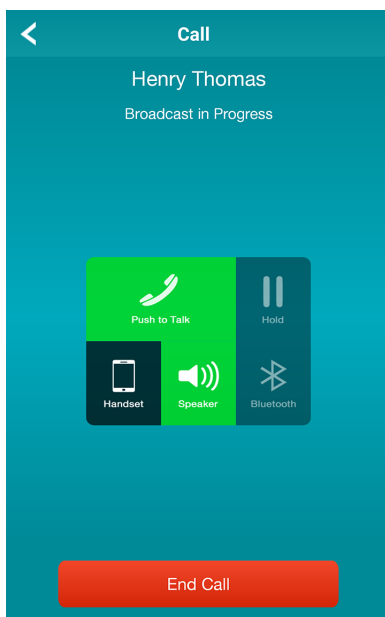 Call
Henry Thomas
Broadcast in Progress
Push to Talk
Hold
Handset
Speaker
Bluetooth
End Call